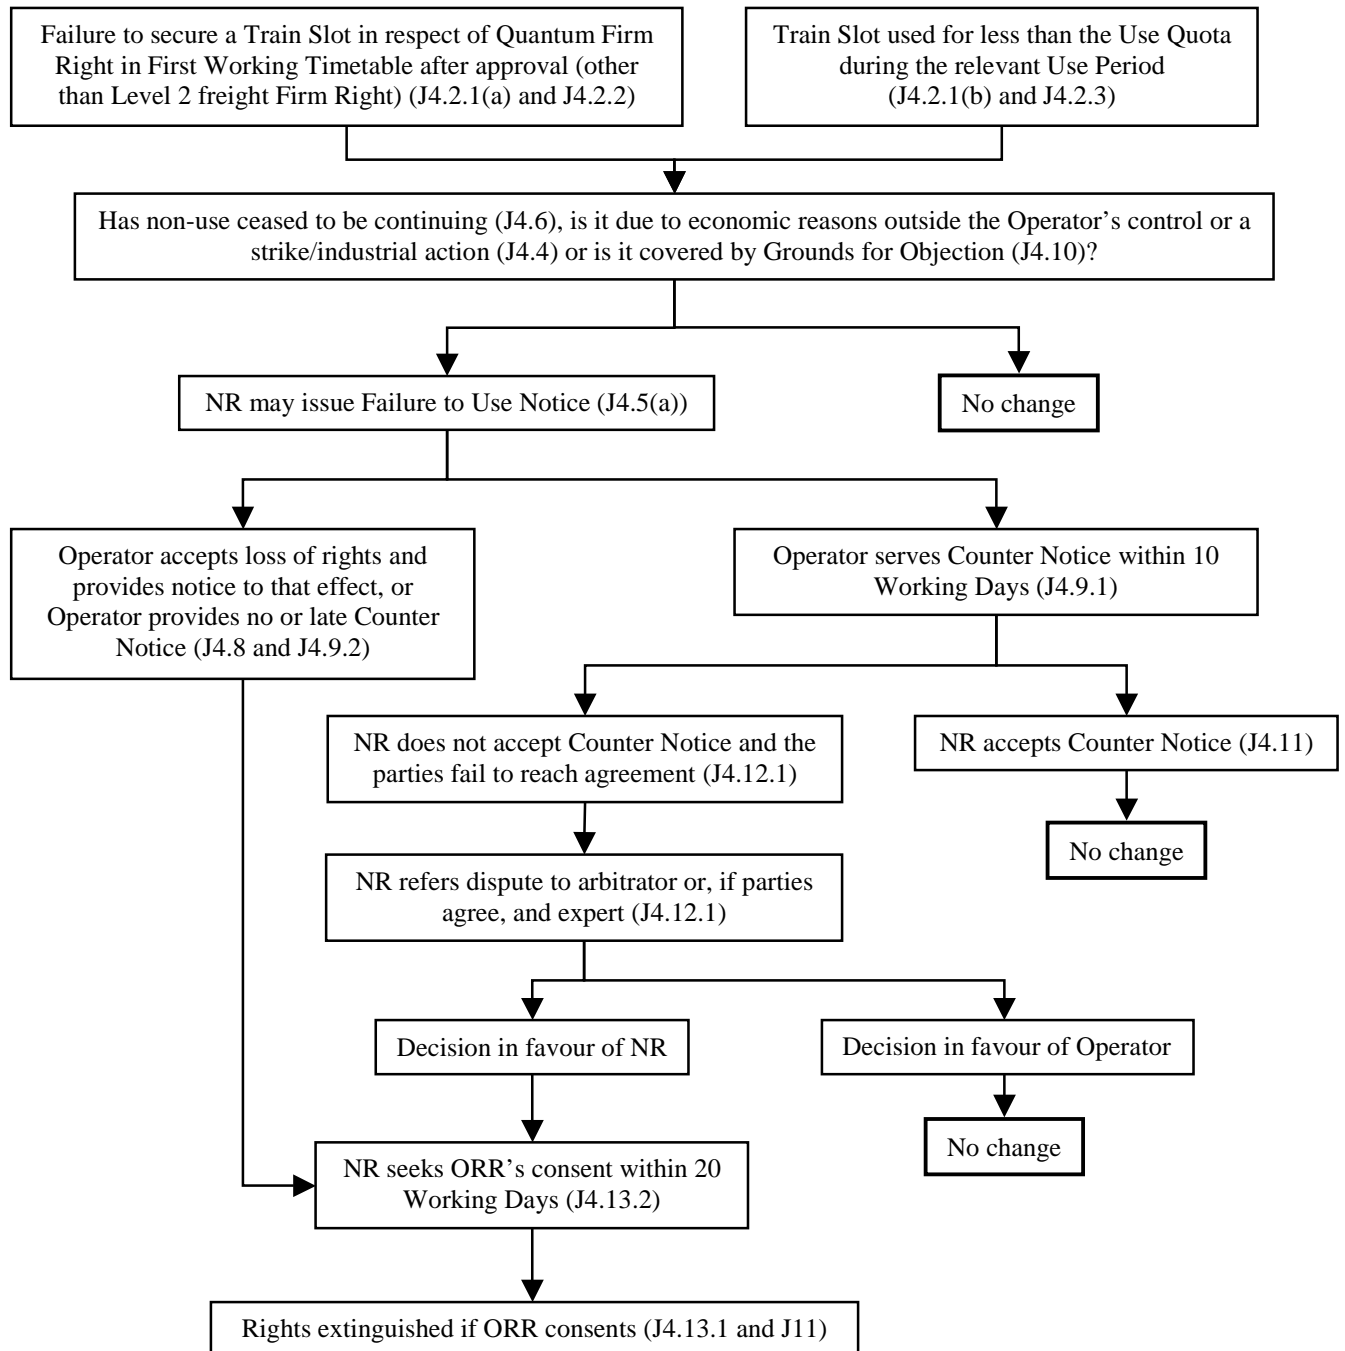 Failure to secure a Train Slot in respect of Quantum Firm
Right in First Working Timetable after approval (other
than Level 2 freight Firm Right) (J4.2.1(a) and J4.2.2)
Train Slot used for less than the Use Quota
during the relevant Use Period
(J4.2.1(b) and J4.2.3)
Has non-use ceased to be continuing (J4.6), is it due to economic reasons outside the Operator's control or a
strike/industrial action (J4.4) or is it covered by Grounds for Objection (J4.10)?
NR may issue Failure to Use Notice (J4.5(a))
No change
Operator accepts loss of rights and
provides notice to that effect, or
Operator provides no or late Counter
Notice (J4.8 and J4.9.2)
Operator serves Counter Notice within 10
Working Days (J4.9.1)
NR does not accept Counter Notice and the
parties fail to reach agreement (J4.12.1)
NR accepts Counter Notice (J4.11)
No change
NR refers dispute to arbitrator or, if parties
agree, and expert (J4.12.1)
Decision in favour of NR
Decision in favour of Operator
No change
NR seeks ORR's consent within 20
Working Days (J4.13.2)
Rights extinguished if ORR consents (J4.13.1 and J11)